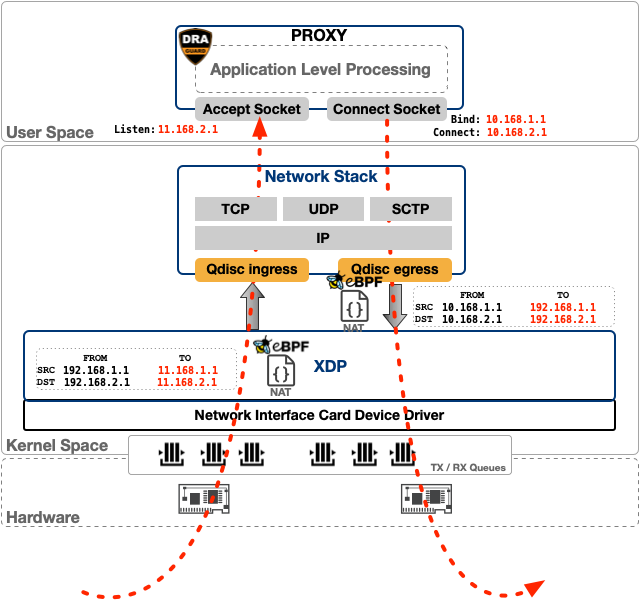 PROXY
DRA
GUARD
Application Level Processing
Accept Socket
Connect Socket
User Space
Listen: 11.168.2.1
Bind: 10.168.1.1
Connect: 10.168.2.1
Network Stack
TCP
UDP
SCTP
IP
Qdisc ingress
Qdisc egress
eBPF
NAT
FROM TO
SRC 10.168.1.1 192.168.1.1
DST 10.168.2.1 192.168.2.1
eBPF
NAT
XDP
FROM TO
SRC 192.168.1.1 11.168.1.1
DST 192.168.2.1 11.168.2.1
Network Interface Card Device Driver
Kernel Space
TX / RX Queues
Hardware